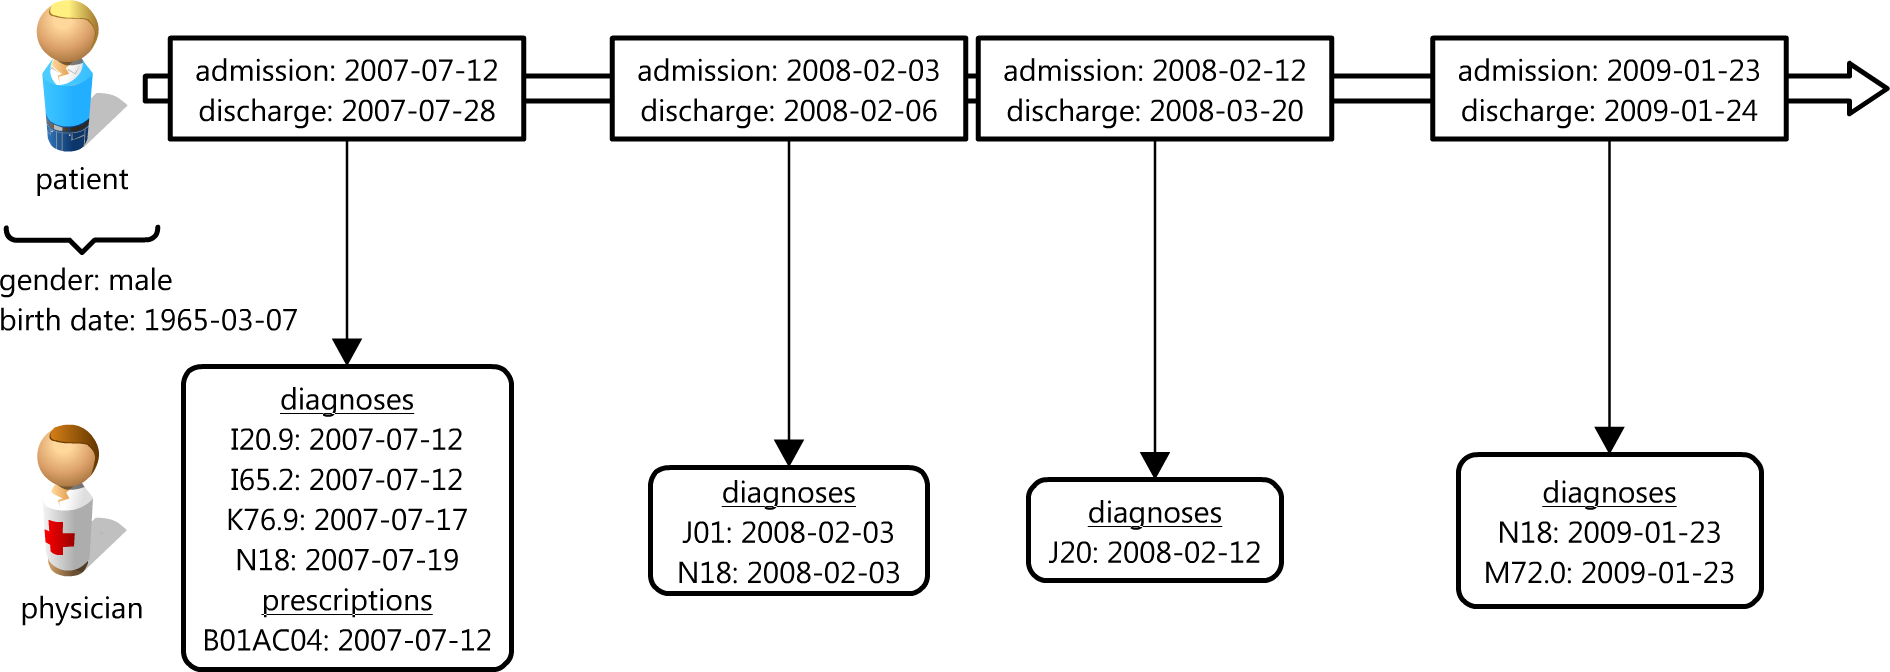 admission: 2007-07-12
discharge: 2007-07-28
admission: 2008-02-03
discharge: 2008-02-06
admission: 2008-02-12
discharge: 2008-03-20
admission: 2009-01-23
discharge: 2009-01-24
patient
gender: male
birth date: 1965-03-07
physician
diagnoses
I20.9: 2007-07-12
I65.2: 2007-07-12
K76.9: 2007-07-17
N18: 2007-07-19
prescriptions
B01AC04: 2007-07-12
diagnoses
J01: 2008-02-03
N18: 2008-02-03
diagnoses
J20: 2008-02-12
diagnoses
N18: 2009-01-23
M72.0: 2009-01-23